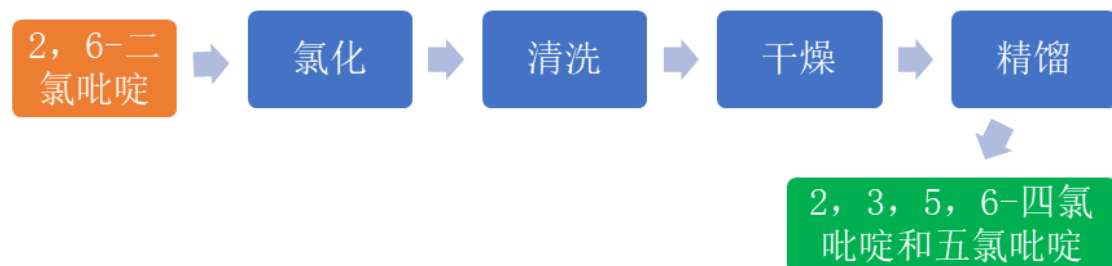 2，6-二
氯吡啶
氯化
清洗
干燥
精馏
2，3，5，6-四氯
吡啶和五氯吡啶